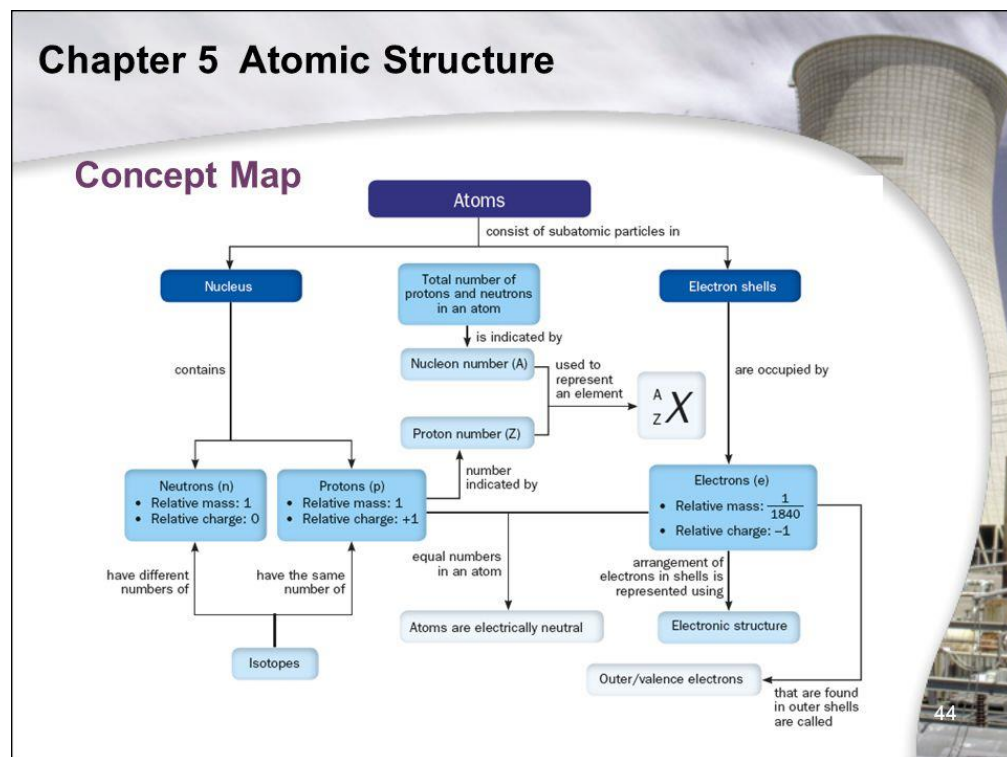 Chapter 5 Atomic Structure
Concept Map
Atoms
consist of subatomic particles in
Nucleus
Total number of
protons and neutrons
in an atom
Electron shells
is indicated by
contains
Nucleon number (A)
used to
represent
an element
are occupied by
A
Z X
Proton number (Z)
number
indicated by
Neutrons (n)
• Relative mass: 1
• Relative charge: 0
Protons (p)
• Relative mass: 1
• Relative charge: +1
Electrons (e)
• Relative mass: 1/1840
• Relative charge: –1
have different
numbers of
have the same
number of
equal numbers
in an atom
arrangement of
electrons in shells is
represented using
Atoms are electrically neutral
Electronic structure
Isotopes
Outer/valence electrons
that are found
in outer shells
are called
44